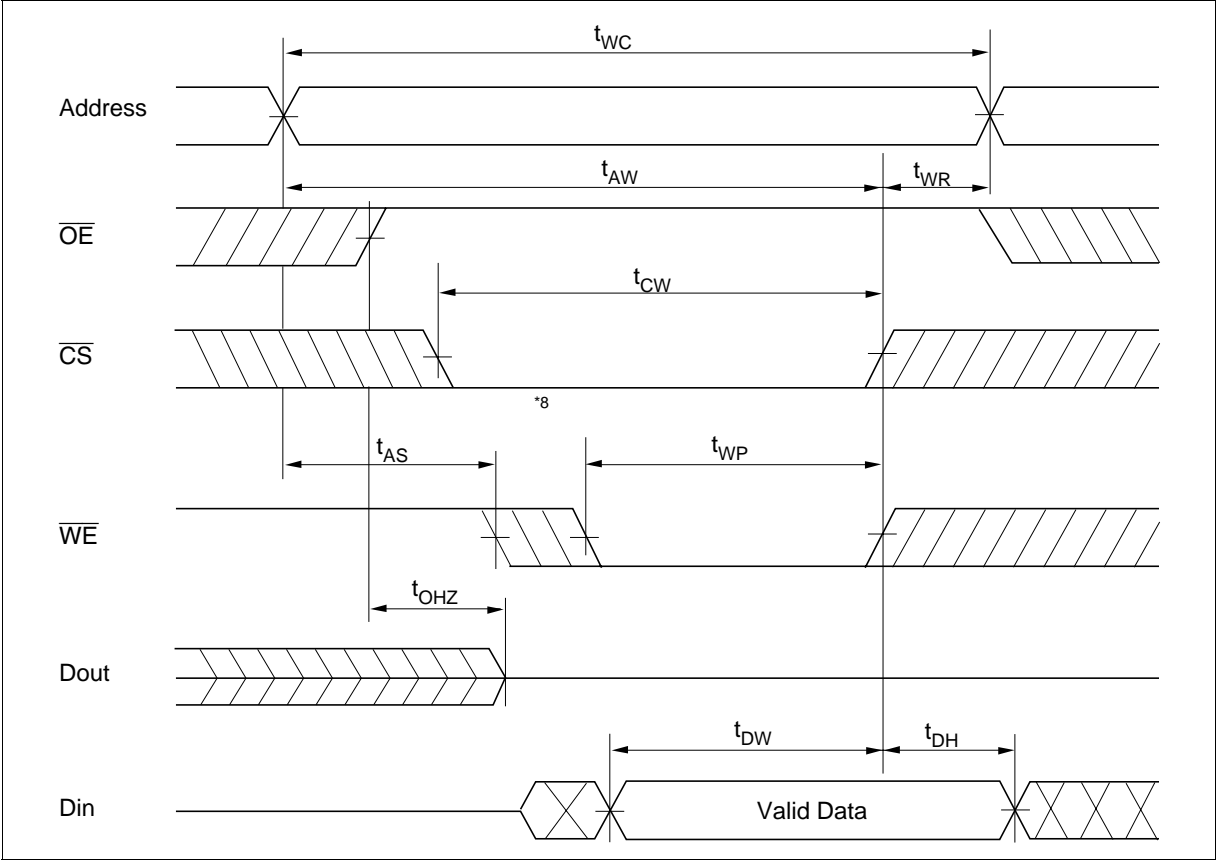 tWC
Address
tAW
tWR
OE
tCW
CS
*8
tAS
tWP
WE
tOHZ
Dout
tDW
tDH
Din
Valid Data